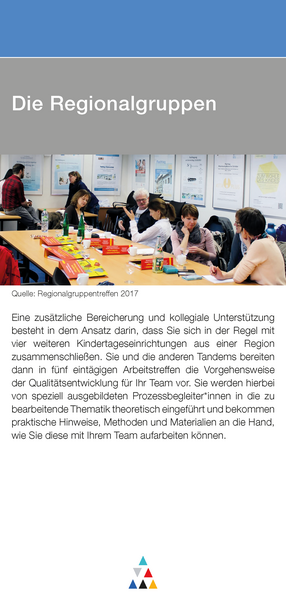 Die Regionalgruppen
Quelle: Regionalgruppentreffen 2017
Eine zusätzliche Bereicherung und kollegiale Unterstützung
besteht in dem Ansatz darin, dass Sie sich in der Regel mit
vier weiteren Kindertageseinrichtungen aus einer Region
zusammenschließen. Sie und die anderen Tandems bereiten
dann in fünf eintägigen Arbeitstreffen die Vorgehensweise
der Qualitätsentwicklung für Ihr Team vor. Sie werden hierbei
von speziell ausgebildeten Prozessbegleiter*innen in die zu
bearbeitende Thematik theoretisch eingeführt und bekommen
praktische Hinweise, Methoden und Materialien an die Hand,
wie Sie diese mit Ihrem Team aufarbeiten können.